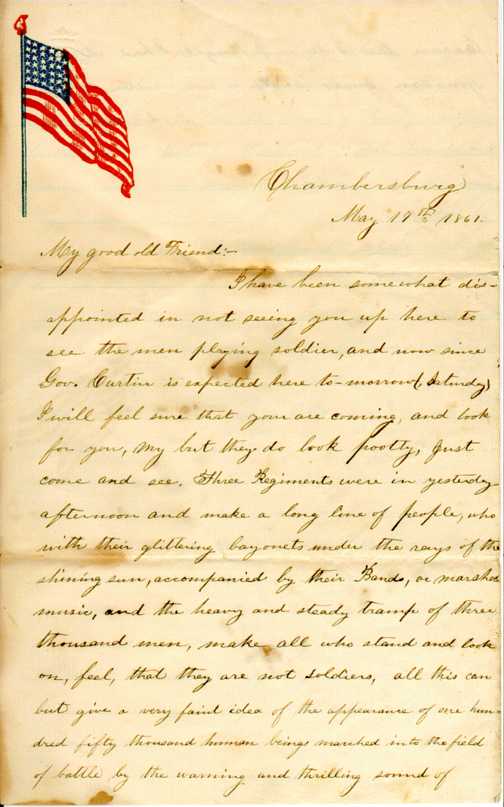 Chambersburg
May 17th 1861.
My good old Friend:-
I have been somewhat dis-
appointed in not seeing you up here to
see the men playing soldier, and now since
Gov. Curtin is expected here to-morrow (Saturday)
I will feel sure that you are coming, and look
for you, My but they do look pootty, Just
come and see. Three Regiments were in yesterday
afternoon and make a long line of people, who
with their glittering bayonets under the rays of the
shining sun, accompanied by their Bands, or marshal
music, and the heavy and steady tramp of three
thousand men, make all who stand and look
on, feel, that they are not soldiers, all this can
but give a very faint idea of the appearance of one hun-
dred fifty thousand human beings marched into the field
of battle by the warning and thrilling sound of